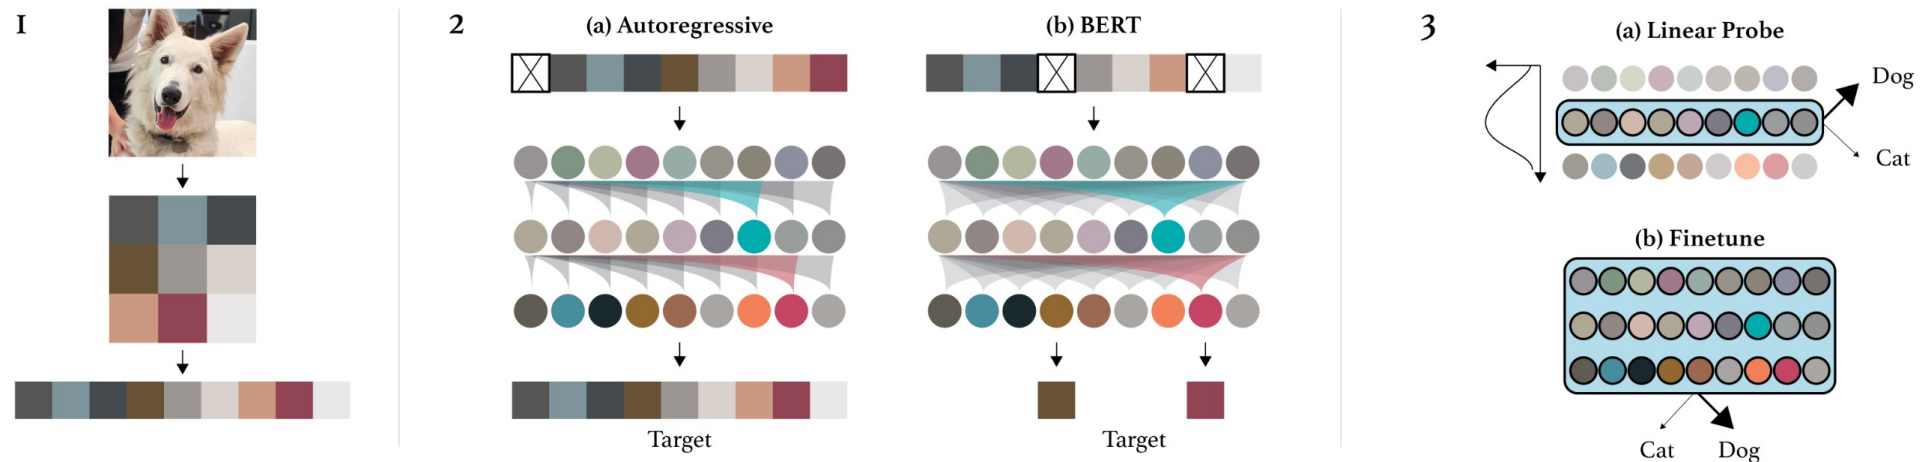 1
2
(a) Autoregressive
Target
(b) BERT
Target
3
(a) Linear Probe
Dog
Cat
(b) Finetune
Cat
Dog